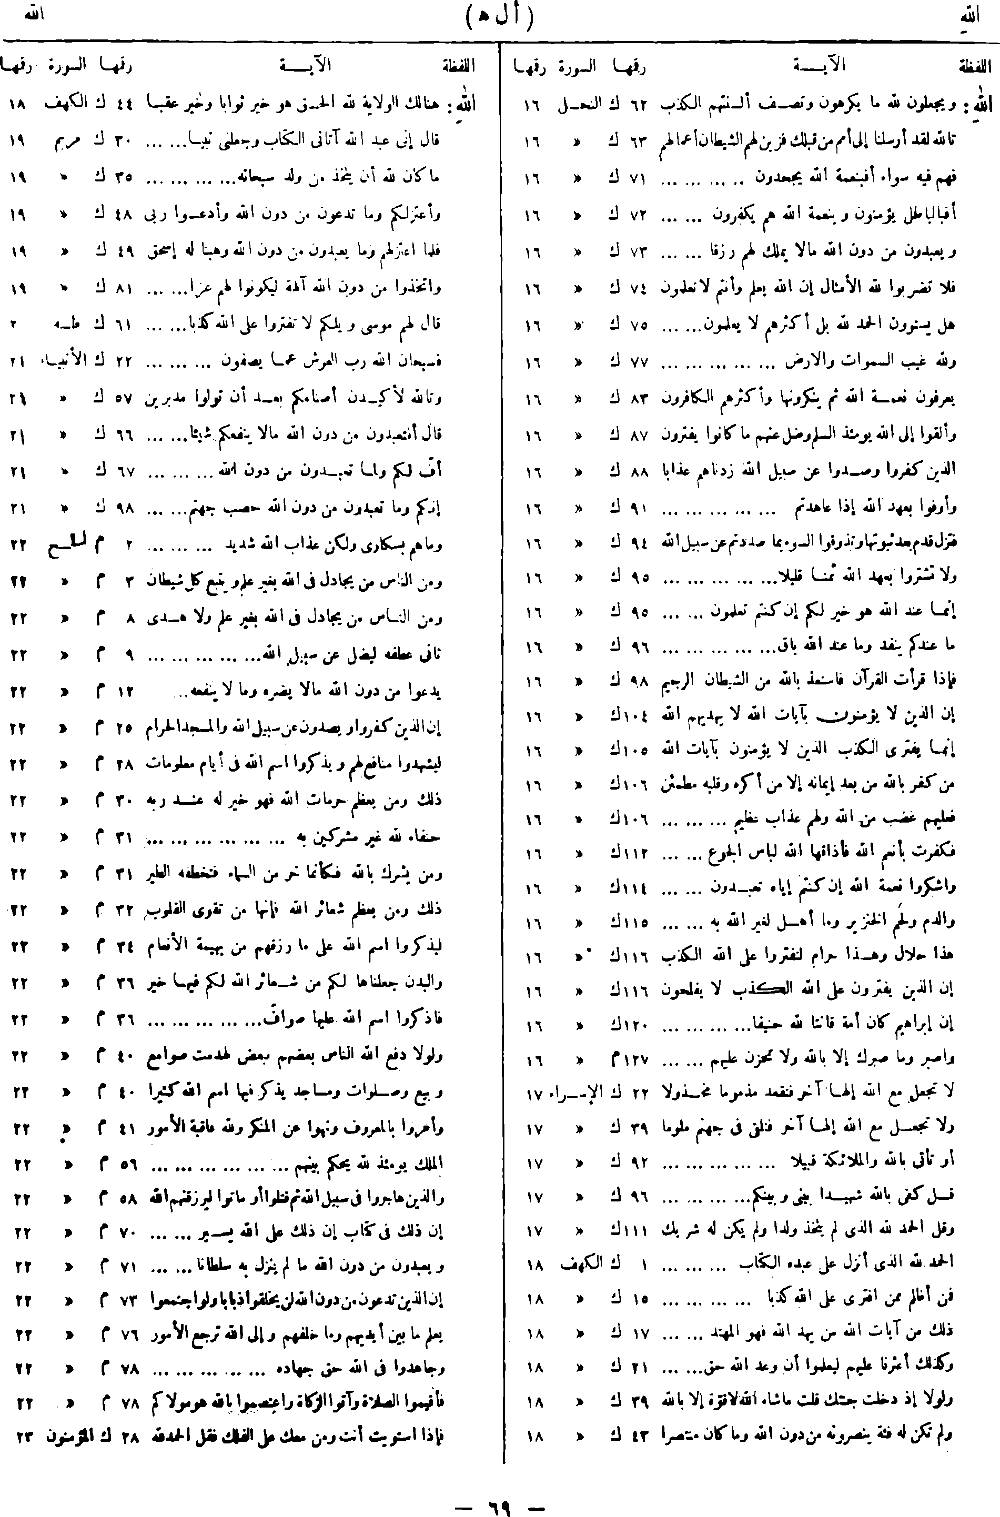 اللّٰهِ
(أل ه)
الله
اللفظة الآيــة رقمها السورة رقمها
اللّٰهِ: ويجعلون لله ما يكرهون وتصف ألسنتهم الكذب ٦٢ ك النحل ١٦
تالله لقد أرسلنا إلى أمم من قبلك فزين لهم الشيطان أعمالهم ٦٣ ك » ١٦
فهم فيه سواء أفبنعمة الله يجحدون .. ... ... ... ٧١ ك » ١٦
أفبالباطل يؤمنون وبنعمة الله هم يكفرون ... ... ٧٢ ك » ١٦
ويعبدون من دون الله مالا يملك لهم رزقا ... ... ٧٣ ك » ١٦
فلا تضربوا لله الأمثال إن الله يعلم وأنتم لا تعلمون ٧٤ ك » ١٦
هل يستوون الحمد لله بل أكثرهم لا يعلمون... ... ٧٥ ك » ١٦
ولله غيب السموات والارض ... ... ... ... ... ٧٧ ك » ١٦
يعرفون نعمة الله ثم ينكرونها وأكثرهم الكافرون ٨٣ ك » ١٦
وألقوا إلى الله يومئذ السلم وضل عنهم ما كانوا يفترون ٨٧ ك » ١٦
الذين كفروا وصدوا عن سبيل الله زدناهم عذابا ٨٨ ك » ١٦
وأوفوا بعهد الله إذا عاهدتم ... ... ... ... ... ٩١ ك » ١٦
فتزل قدم بعد ثبوتها وتذوقوا السوء بما صددتم عن سبيل الله ٩٤ ك » ١٦
ولا تشتروا بعهد الله ثمنا قليلا... ... ... ... ... ٩٥ ك » ١٦
إنما عند الله هو خير لكم إن كنتم تعلمون ... ... ٩٥ ك » ١٦
ما عندكم ينفد وما عند الله باق... ... ... ... ... ٩٦ ك » ١٦
فإذا قرأت القرآن فاستعذ بالله من الشيطان الرجيم ٩٨ ك » ١٦
إن الذين لا يؤمنون بآيات الله لا يهديهم الله ١٠٤ك » ١٦
إنما يفترى الكذب الذين لا يؤمنون بآيات الله ١٠٥ك » ١٦
من كفر بالله من بعد إيمانه إلا من أكره وقلبه مطمئن ١٠٦ك » ١٦
فعليهم غضب من الله ولهم عذاب عظيم ... ... ... ١٠٦ك » ١٦
فكفرت بأنعم الله فأذاقها الله لباس الجوع ... ... ١١٢ك » ١٦
واشكروا نعمة الله إن كنتم إياه تعبدون ... ... ١١٤ك » ١٦
والدم ولحم الخنزير وما أهل لغير الله به ... ... ١١٥ك » ١٦
هذا حلال وهذا حرام لتفتروا على الله الكذب ١١٦ك » ١٦
إن الذين يفترون على الله الكذب لا يفلحون ١١٦ك » ١٦
إن إبراهيم كان أمة قانتا لله حنيفا... ... ... ... ١٢٠ك » ١٦
واصبر وما صبرك إلا بالله ولا تحزن عليهم ... ... ١٢٧م » ١٦
لا تجعل مع الله إلها آخر فتقعد مذموما مخذولا ٢٢ ك الإسراء ١٧
ولا تجعل مع الله إلها آخر فتلقى فى جهنم ملوما ٣٩ ك » ١٧
أو تأتى بالله والملائكة قبيلا ... ... ... ... ... ٩٢ ك » ١٧
قل كفى بالله شهيدا بينى وبينكم... ... ... ... ٩٦ ك » ١٧
وقل الحمد لله الذى لم يتخذ ولدا ولم يكن له شريك ١١١ك » ١٧
الحمد لله الذى أنزل على عبده الكتاب ... ... ... ١ ك الكهف ١٨
فمن أظلم ممن افترى على الله كذبا ... ... ... ... ١٥ ك » ١٨
ذلك من آيات الله من يهد الله فهو المهتد ... ... ١٧ ك » ١٨
وكذلك أعثرنا عليهم ليعلموا أن وعد الله حق... ... ٢١ ك » ١٨
ولولا إذ دخلت جنتك قلت ماشاء الله لا قوة إلا بالله ٣٩ ك » ١٨
ولم تكن له فئة ينصرونه من دون الله وما كان منتصرا ٤٣ ك » ١٨
اللفظة الآيــة رقمها السورة رقمها
اللّٰهِ: هنالك الولاية لله الحق هو خير ثوابا وخير عقبا ٤٤ ك الكهف ١٨
قال إنى عبد الله آتانى الكتاب وجعلنى نبيا... ... ٣٠ ك مريم ١٩
ما كان لله أن يتخذ من ولد سبحانه... ... ... ... ٣٥ ك » ١٩
وأعتزلكم وما تدعون من دون الله وأدعوا ربى ٤٨ ك » ١٩
فلما اعتزلهم وما يعبدون من دون الله وهبنا له إسحق ٤٩ ك » ١٩
واتخذوا من دون الله آلهة ليكونوا لهم عزا... ... ٨١ ك » ١٩
قال لهم موسى ويلكم لا تفتروا على الله كذبا... ... ٦١ ك طه ٢
فسبحان الله رب العرش عما يصفون ... ... ... ٢٢ ك الأنبياء ٢١
وتالله لأكيدن أصنامكم بعد أن تولوا مدبرين ٥٧ ك » ٢١
قال أفتعبدون من دون الله مالا ينفعكم شيئا... ... ٦٦ ك » ٢١
أف لكم ولما تعبدون من دون الله... ... ... ٦٧ ك » ٢١
إنكم وما تعبدون من دون الله حصب جهنم... ... ٩٨ ك » ٢١
وماهم بسكارى ولكن عذاب الله شديد ... ... ... ٢ م الحج ٢٢
ومن الناس من يجادل فى الله بغير علم ويتبع كل شيطان ٣ م » ٢٢
ومن الناس من يجادل فى الله بغير علم ولا هدى ٨ م » ٢٢
ثانى عطفه ليضل عن سبيل الله... ... ... ... ... ٩ م » ٢٢
يدعوا من دون الله مالا يضره وما لا ينفعه.. ١٢ م » ٢٢
إن الذين كفروا ويصدون عن سبيل الله والمسجد الحرام ٢٥ م » ٢٢
ليشهدوا منافع لهم ويذكروا اسم الله فى أيام معلومات ٢٨ م » ٢٢
ذلك ومن يعظم حرمات الله فهو خير له عند ربه ٣٠ م » ٢٢
حنفاء لله غير مشركين به ... ... ... ... ... ... ٣١ م » ٢٢
ومن يشرك بالله فكأنما خر من السماء فتخطفه الطير ٣١ م » ٢٢
ذلك ومن يعظم شعائر الله فإنها من تقوى القلوب ٣٢ م » ٢٢
ليذكروا اسم الله على ما رزقهم من بهيمة الأنعام ٣٤ م » ٢٢
والبدن جعلناها لكم من شعائر الله لكم فيها خير ٣٦ م » ٢٢
فاذكروا اسم الله عليها صوافّ... ... ... ... ... ٣٦ م » ٢٢
ولولا دفع الله الناس بعضهم ببعض لهدمت صوامع ٤٠ م » ٢٢
وبيع وصلوات ومساجد يذكر فيها اسم الله كثيرا ٤٠ م » ٢٢
وأمروا بالمعروف ونهوا عن المنكر ولله عاقبة الأمور ٤١ م » ٢٢
الملك يومئذ لله يحكم بينهم ... ... ... ... ... ... ٥٦ م » ٢٢
والذين هاجروا فى سبيل الله ثم قتلوا أو ماتوا ليرزقنهم الله ٥٨ م » ٢٢
إن ذلك فى كتاب إن ذلك على الله يسير ... ... ٧٠ م » ٢٢
ويعبدون من دون الله ما لم ينزل به سلطانا... ... ٧١ م » ٢٢
إن الذين تدعون من دون الله لن يخلقوا ذبابا ولو اجتمعوا ٧٣ م » ٢٢
يعلم ما بين أيديهم وما خلفهم وإلى الله ترجع الأمور ٧٦ م » ٢٢
وجاهدوا فى الله حق جهاده ... ... ... ... ... ٧٨ م » ٢٢
فأقيموا الصلاة وآتوا الزكاة واعتصموا بالله هو مولاكم ٧٨ م » ٢٢
فإذا استويت أنت ومن معك على الفلك فقل الحمد لله ٢٨ ك المؤمنون ٢٣
— ٦٩ —